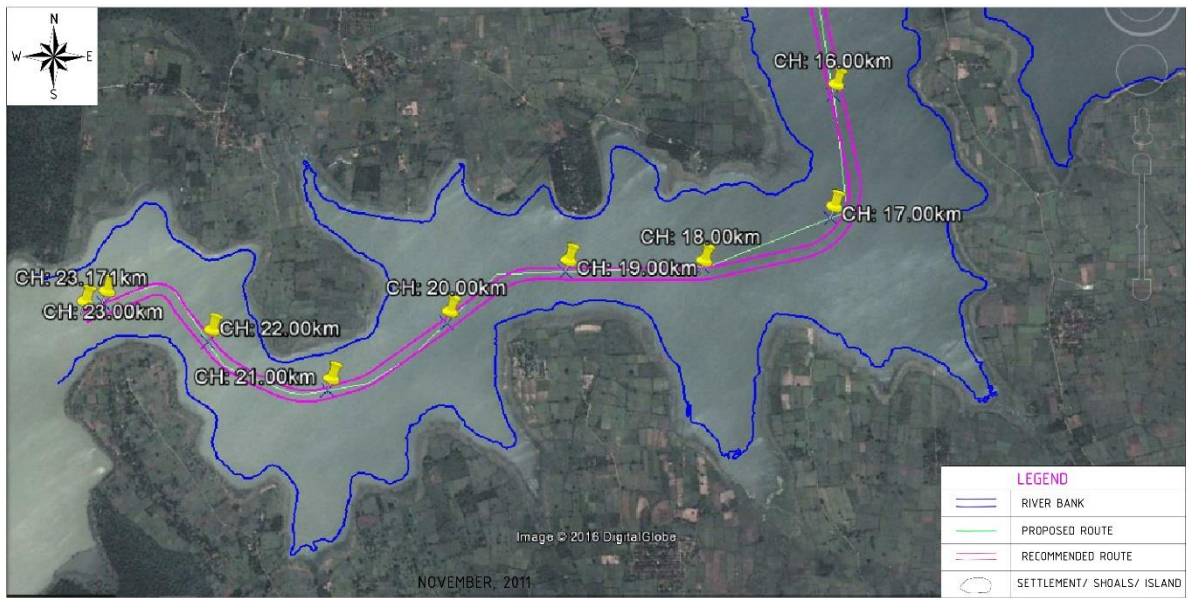 N
W E
S
CH: 16.00km
CH: 17.00km
CH: 18.00km
CH: 19.00km
CH: 23.171km
CH: 20.00km
CH: 23.00km
CH: 22.00km
CH: 21.00km
LEGEND
RIVER BANK
PROPOSED ROUTE
RECOMMENDED ROUTE
SETTLEMENT/ SHOALS/ ISLAND
Image © 2016 DigitalGlobe
NOVEMBER, 2011